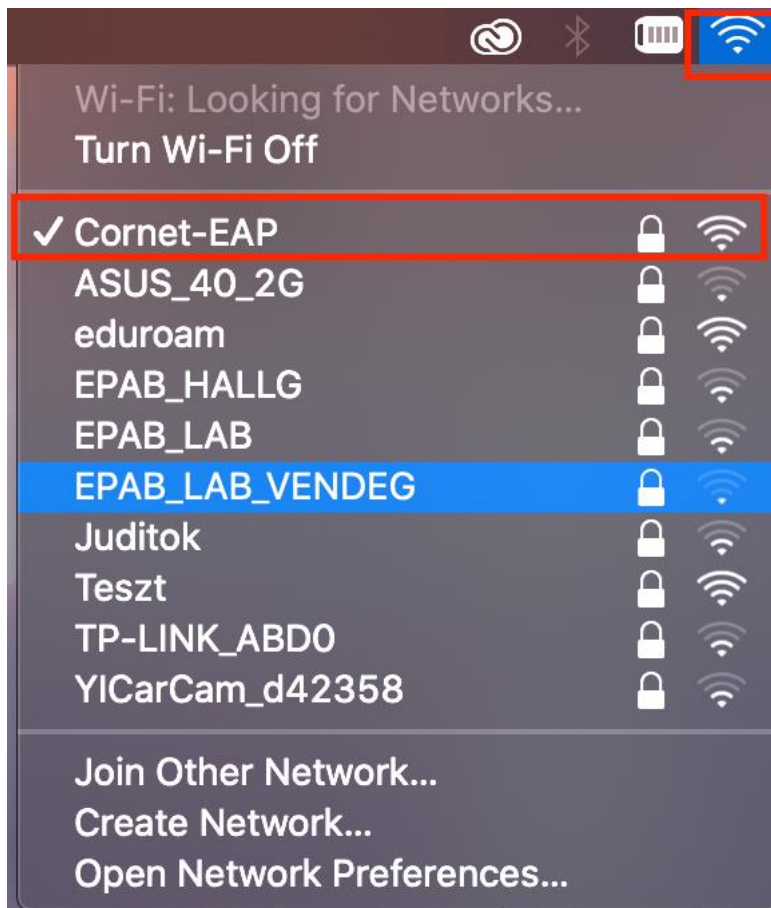 Wi-Fi: Looking for Networks...
Turn Wi-Fi Off
✓ Cornet-EAP
ASUS_40_2G
eduroam
EPAB_HALLG
EPAB_LAB
EPAB_LAB_VENDEG
Juditok
Teszt
TP-LINK_ABD0
YICarCam_d42358
Join Other Network...
Create Network...
Open Network Preferences...